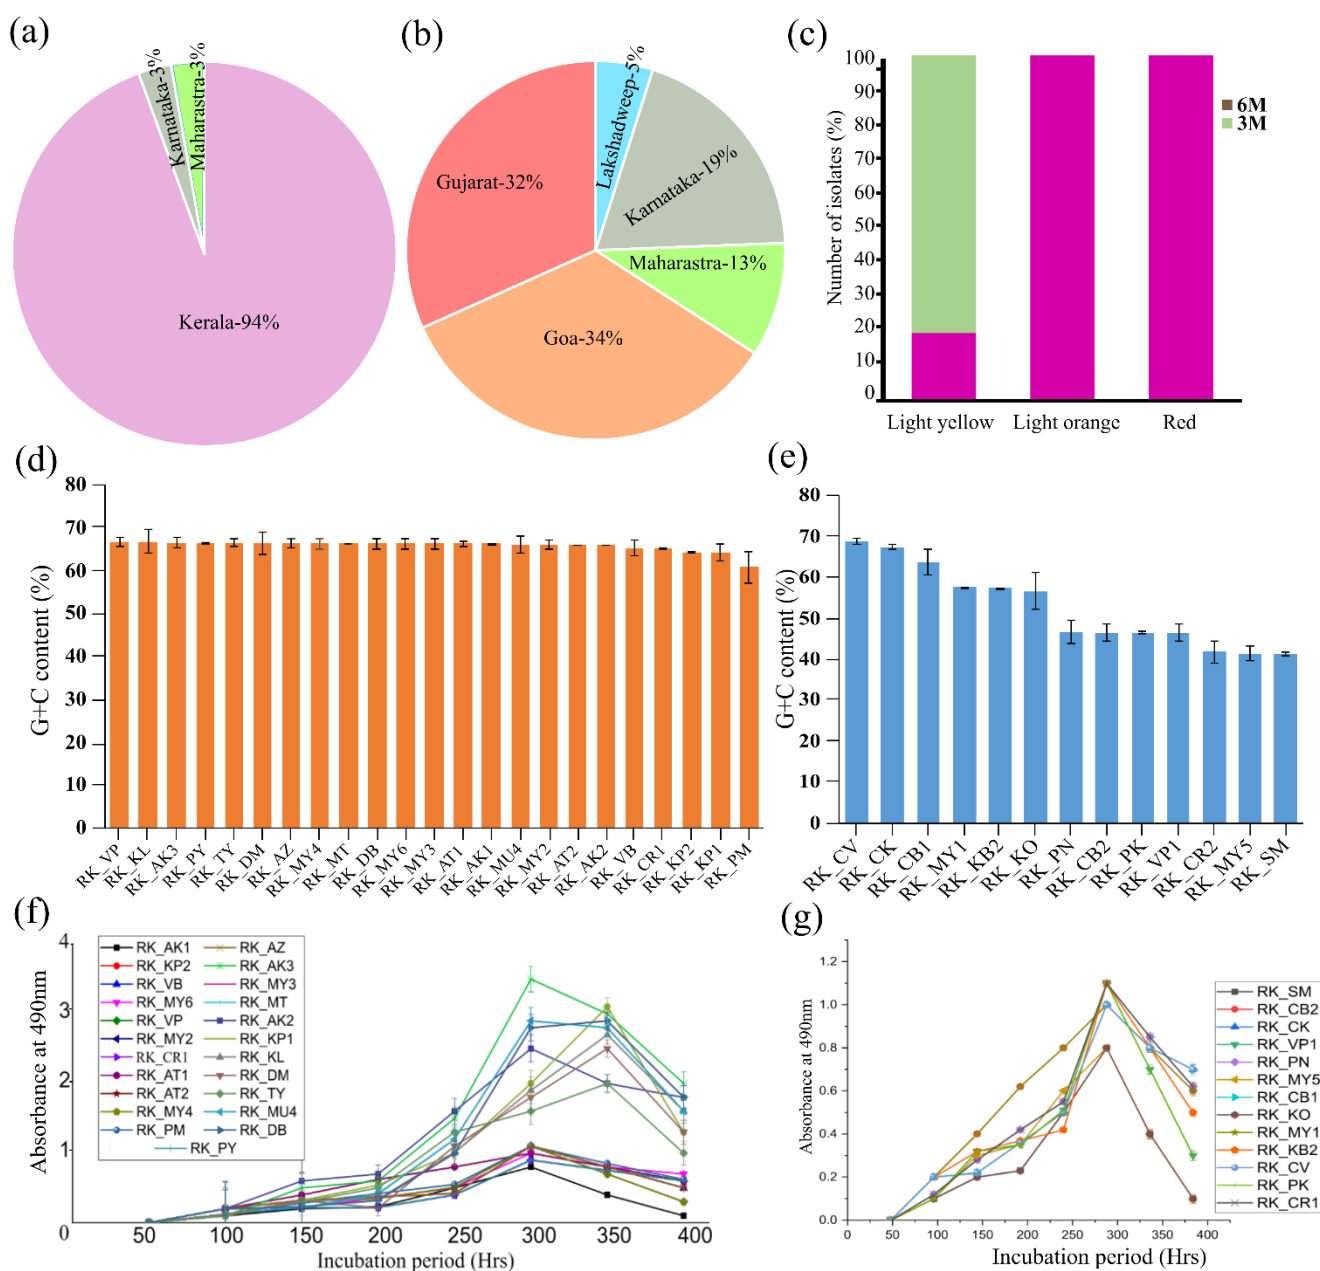 (a)
Karnataka-3%
Maharastra-3%
Kerala-94%
(b)
Lakshadweep-5%
Karnataka-19%
Maharastra-13%
Goa-34%
Gujarat-32%
(c)
Number of isolates (%)
100
90
80
70
60
50
40
30
20
10
0
6M
3M
Light yellow Light orange Red
(d)
G+C content (%)
80
70
60
50
40
30
20
10
0
RK_VP RK_KL RK_AK3 RK_PY RK_TY RK_DM RK_AZ RK_MY4 RK_MT RK_DB RK_MY6 RK_MY3 RK_AT1 RK_AK1 RK_MU4 RK_MY2 RK_AT2 RK_AK2 RK_VB RK_CR1 RK_KP2 RK_KP1 RK_PM
(e)
G+C content (%)
80
70
60
50
40
30
20
10
0
RK_CV RK_CK RK_CB1 RK_MY1 RK_KB2 RK_KO RK_PN RK_CB2 RK_PK RK_VP1 RK_CR2 RK_MY5 RK_SM
(f)
Absorbance at 490nm
4
3
2
1
0
RK_AK1 RK_AZ
RK_KP2 RK_AK3
RK_VB RK_MY3
RK_MY6 RK_MT
RK_VP RK_AK2
RK_MY2 RK_KP1
RK_CR1 RK_KL
RK_AT1 RK_DM
RK_AT2 RK_TY
RK_MY4 RK_MU4
RK_PM RK_DB
RK_PY
50 100 150 200 250 300 350 400
Incubation period (Hrs)
(g)
Absorbance at 490nm
1.2
1.0
0.8
0.6
0.4
0.2
0.0
0 50 100 150 200 250 300 350 400
Incubation period (Hrs)
RK_SM
RK_CB2
RK_CK
RK_VP1
RK_PN
RK_MY5
RK_CB1
RK_KO
RK_MY1
RK_KB2
RK_CV
RK_PK
RK_CR1